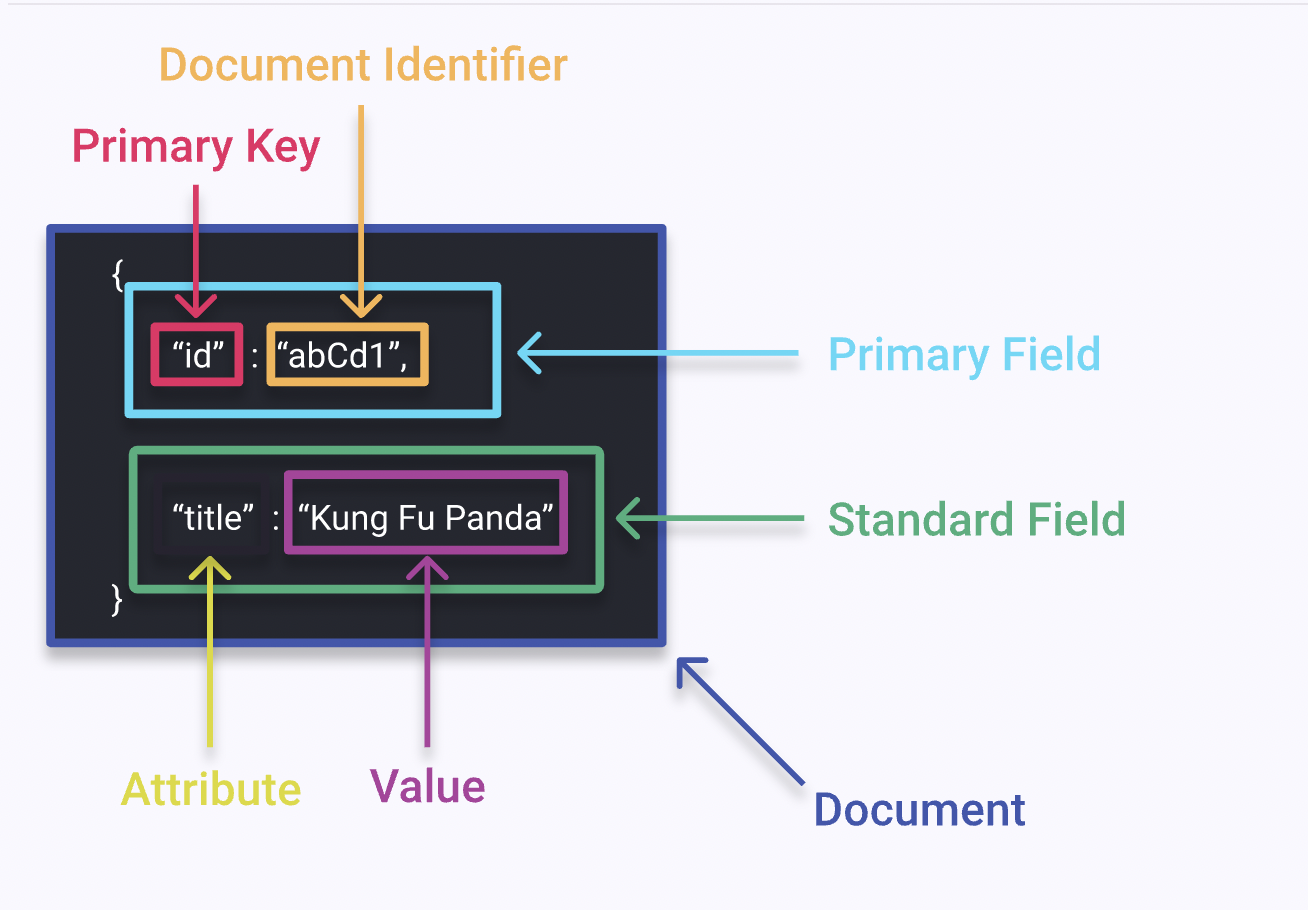 Document Identifier
Primary Key
{
“id” : “abCd1”,
Primary Field
“title” : “Kung Fu Panda”
Standard Field
}
Attribute
Value
Document